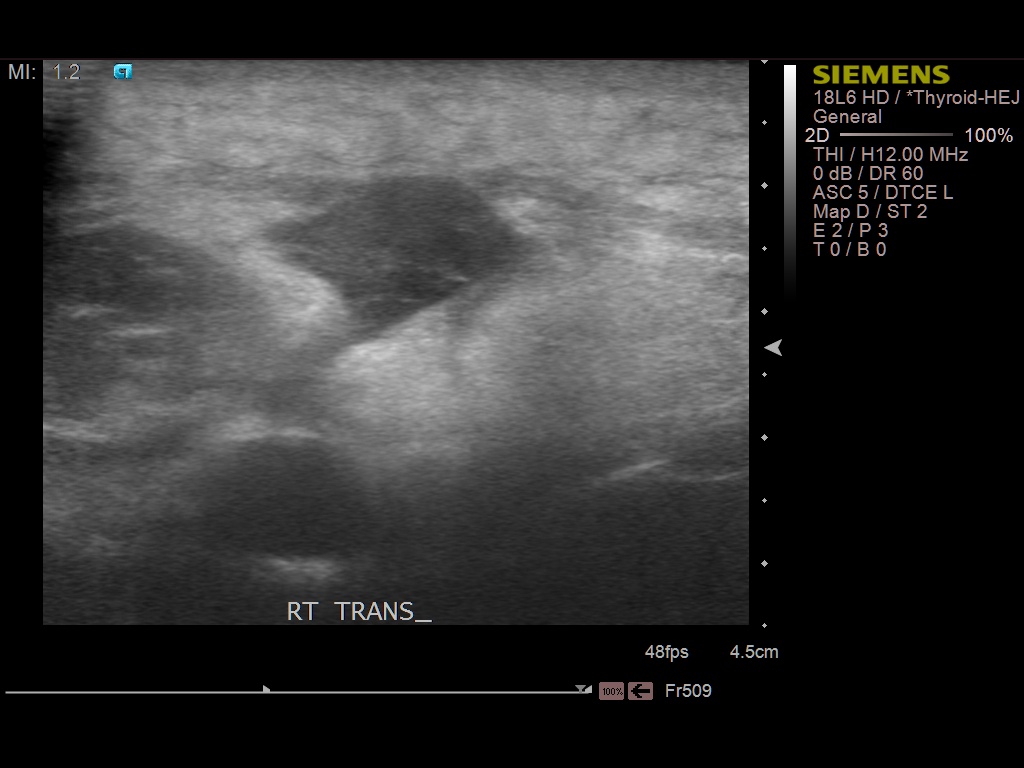 MI: 1.2
SIEMENS
18L6 HD / *Thyroid-HEJ
General
2D 100%
THI / H12.00 MHz
0 dB / DR 60
ASC 5 / DTCE L
Map D / ST 2
E 2 / P 3
T 0 / B 0
RT TRANS_
48fps 4.5cm
100% Fr509